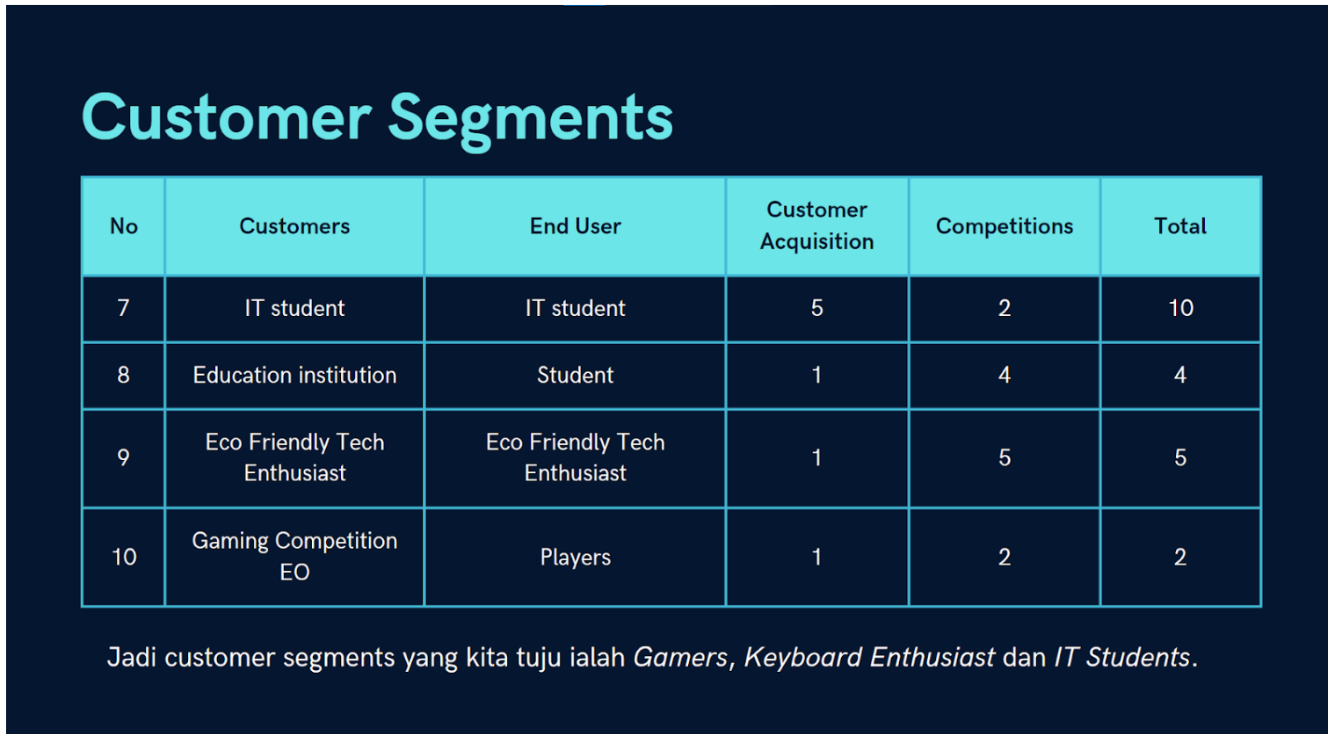 Customer Segments
No Customers End User Customer Acquisition Competitions Total
7 IT student IT student 5 2 10
8 Education institution Student 1 4 4
9 Eco Friendly Tech Enthusiast Eco Friendly Tech Enthusiast 1 5 5
10 Gaming Competition EO Players 1 2 2
Jadi customer segments yang kita tuju ialah Gamers, Keyboard Enthusiast dan IT Students.